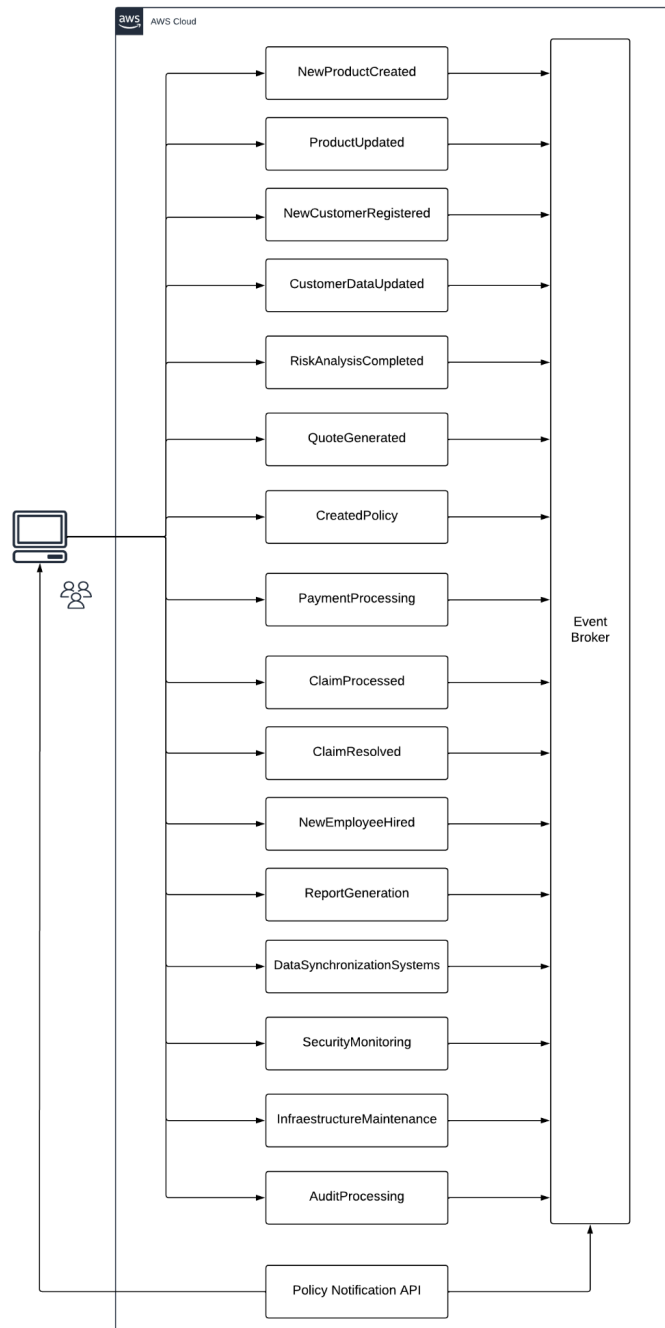 aws
AWS Cloud
NewProductCreated
ProductUpdated
NewCustomerRegistered
CustomerDataUpdated
RiskAnalysisCompleted
QuoteGenerated
CreatedPolicy
PaymentProcessing
Event
Broker
ClaimProcessed
ClaimResolved
NewEmployeeHired
ReportGeneration
DataSynchronizationSystems
SecurityMonitoring
InfraestructureMaintenance
AuditProcessing
Policy Notification API